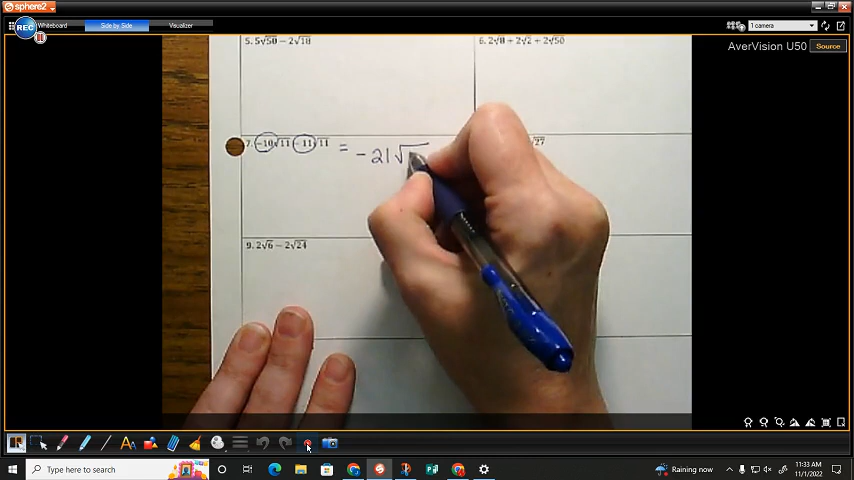 sphere2
REC
Whiteboard
Side by Side
Visualizer
1 camera
AverVision U50
Source
5. 5√50 − 2√18
6. 2√8 + 2√2 + 2√50
7. −10√11 −11√11 = −21√
√27
9. 2√6 − 2√24
Type here to search
Raining now
11:33 AM
11/1/2022